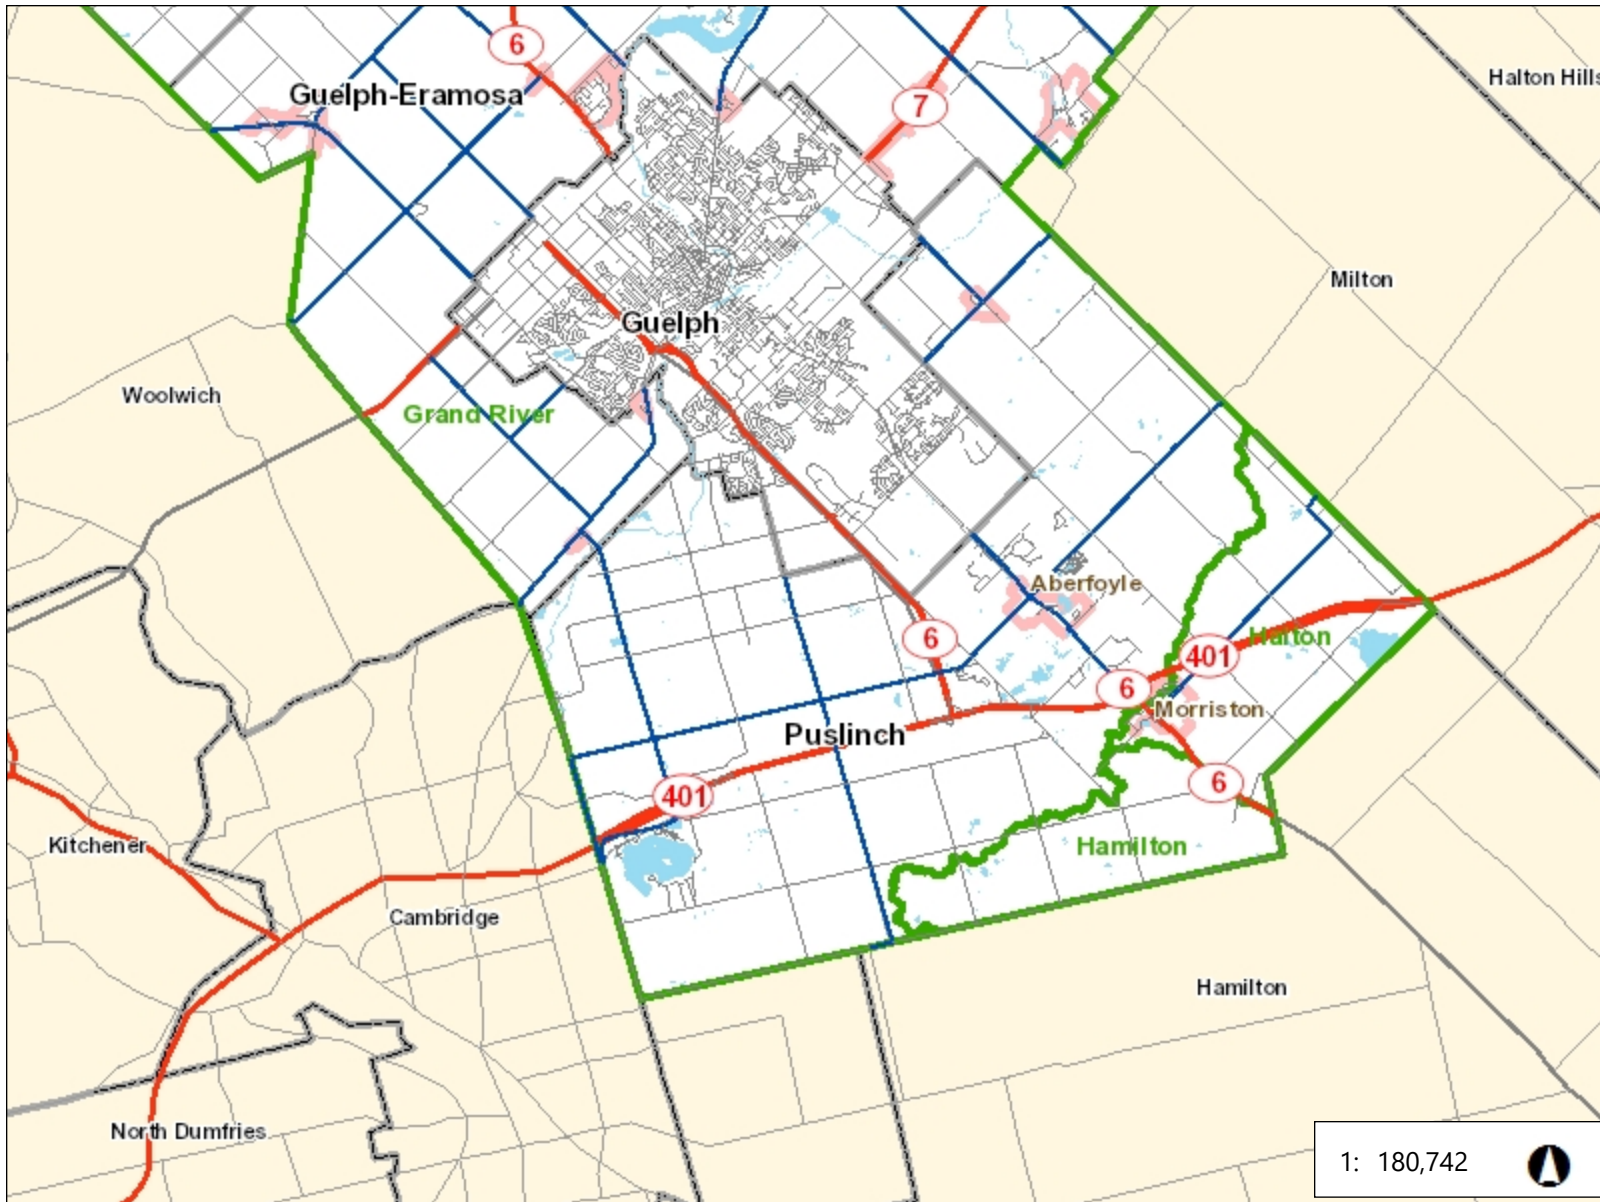 6
Halton Hills
Guelph-Eramosa
7
Milton
Guelph
Woolwich
Grand River
Aberfoyle
6
Halton
401
6
Morriston
Puslinch
6
401
Kitchener
Hamilton
Cambridge
Hamilton
North Dumfries
1: 180,742